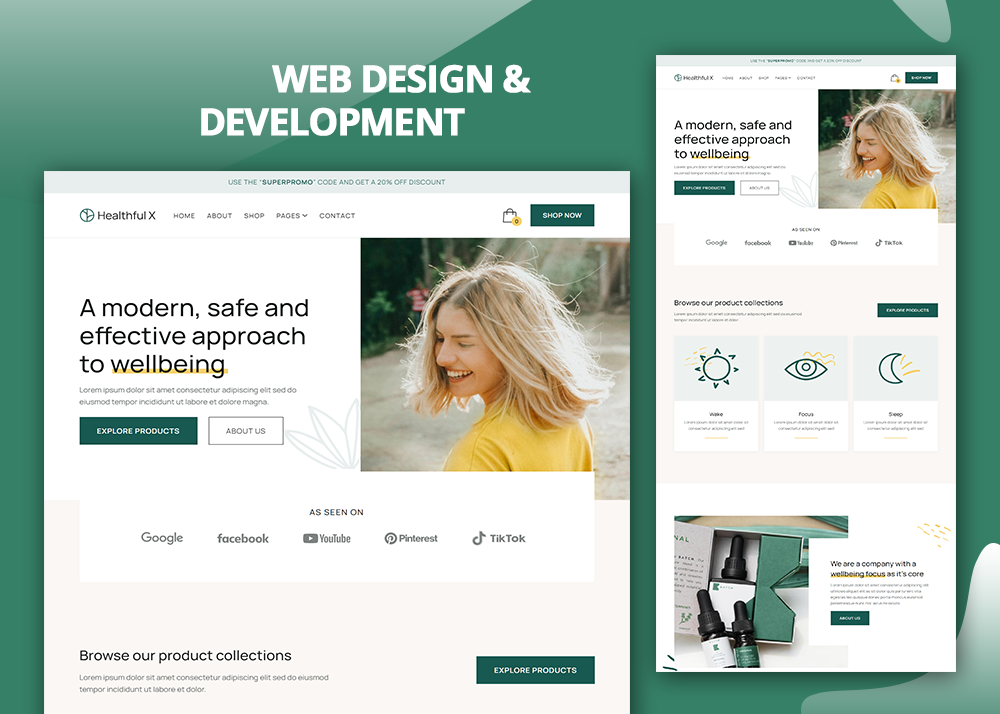 WEB DESIGN &
DEVELOPMENT
USE THE "SUPERPROMO" CODE AND GET A 20% OFF DISCOUNT
Healthful X HOME ABOUT SHOP PAGES CONTACT 0 SHOP NOW
A modern, safe and
effective approach
to wellbeing
Lorem ipsum dolor sit amet consectetur adipiscing elit sed do
eiusmod tempor incididunt ut labore et dolore magna.
EXPLORE PRODUCTS ABOUT US
AS SEEN ON
Google facebook YouTube Pinterest TikTok
Browse our product collections
Lorem ipsum dolor sit amet consectetur adipiscing elit sed do eiusmod
tempor incididunt ut labore et dolor.
EXPLORE PRODUCTS
USE THE "SUPERPROMO" CODE AND GET A 20% OFF DISCOUNT
Healthful X HOME ABOUT SHOP PAGES CONTACT SHOP NOW
A modern, safe and
effective approach
to wellbeing
Lorem ipsum dolor sit amet consectetur adipiscing elit sed do
eiusmod tempor incididunt ut labore et dolore magna.
EXPLORE PRODUCTS ABOUT US
AS SEEN ON
Google facebook YouTube Pinterest TikTok
Browse our product collections
Lorem ipsum dolor sit amet consectetur adipiscing elit sed do eiusmod
tempor incididunt ut labore et dolor.
EXPLORE PRODUCTS
Wake Focus Sleep
Lorem ipsum dolor sit amet consectetur adipiscing elit sed
Lorem ipsum dolor sit amet consectetur adipiscing elit sed
Lorem ipsum dolor sit amet consectetur adipiscing elit sed
We are a company with a
wellbeing focus as it's core
ABOUT US